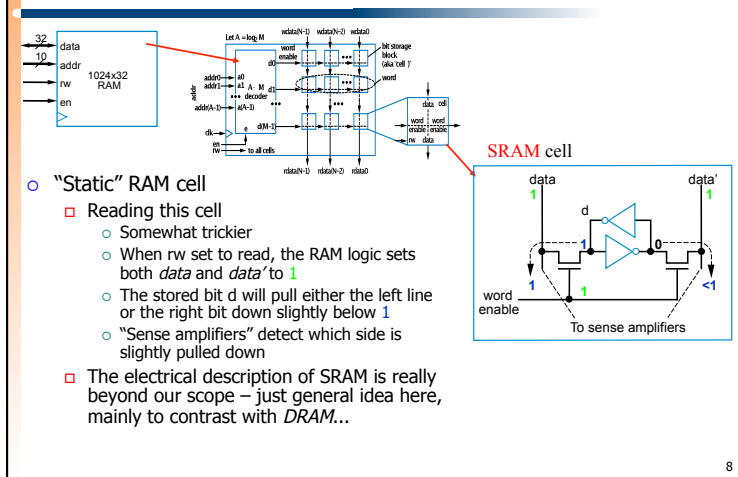 32
data
10
addr
rw
en
1024x32
RAM
Let A = log2 M
wdata(N-1) wdata(N-2) wdata0
word
enable
bit storage
block
(aka "cell")
d0
word
addr
addr0 a0
addr1 a1 A · M d1
decoder
addr(A-1) a(A-1)
clk
e d(M-1)
en
rw to all cells
rdata(N-1) rdata(N-2) rdata0
data cell
word word
enable enable
rw data
SRAM cell
data data'
1 1
d
1 0
1 <1
word
enable
1
To sense amplifiers
"Static" RAM cell
Reading this cell
Somewhat trickier
When rw set to read, the RAM logic sets
both data and data' to 1
The stored bit d will pull either the left line
or the right bit down slightly below 1
"Sense amplifiers" detect which side is
slightly pulled down
The electrical description of SRAM is really
beyond our scope – just general idea here,
mainly to contrast with DRAM...
8